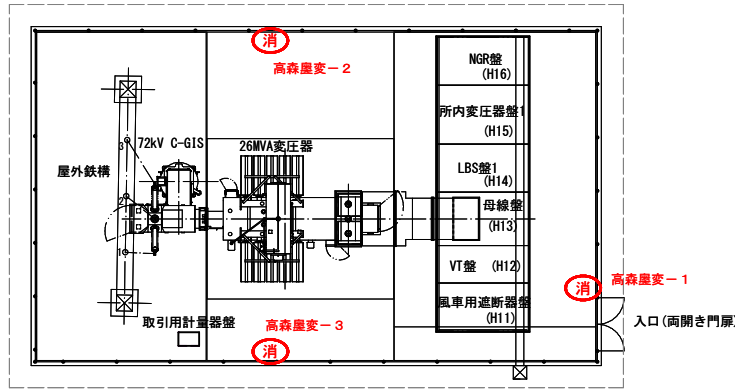 消
高森風変－2
NGR盤
(H16)
所内変圧器盤1
(H15)
72kV C-GIS
26MVA変圧器
3
屋外鉄構
LBS盤1
(H14)
2
母線盤
(H13)
1
VT盤 (H12)
高森風変－1
消
風車用遮断器盤
(H11)
取引用計量器盤
高森風変－3
消
入口(両開き門扉)